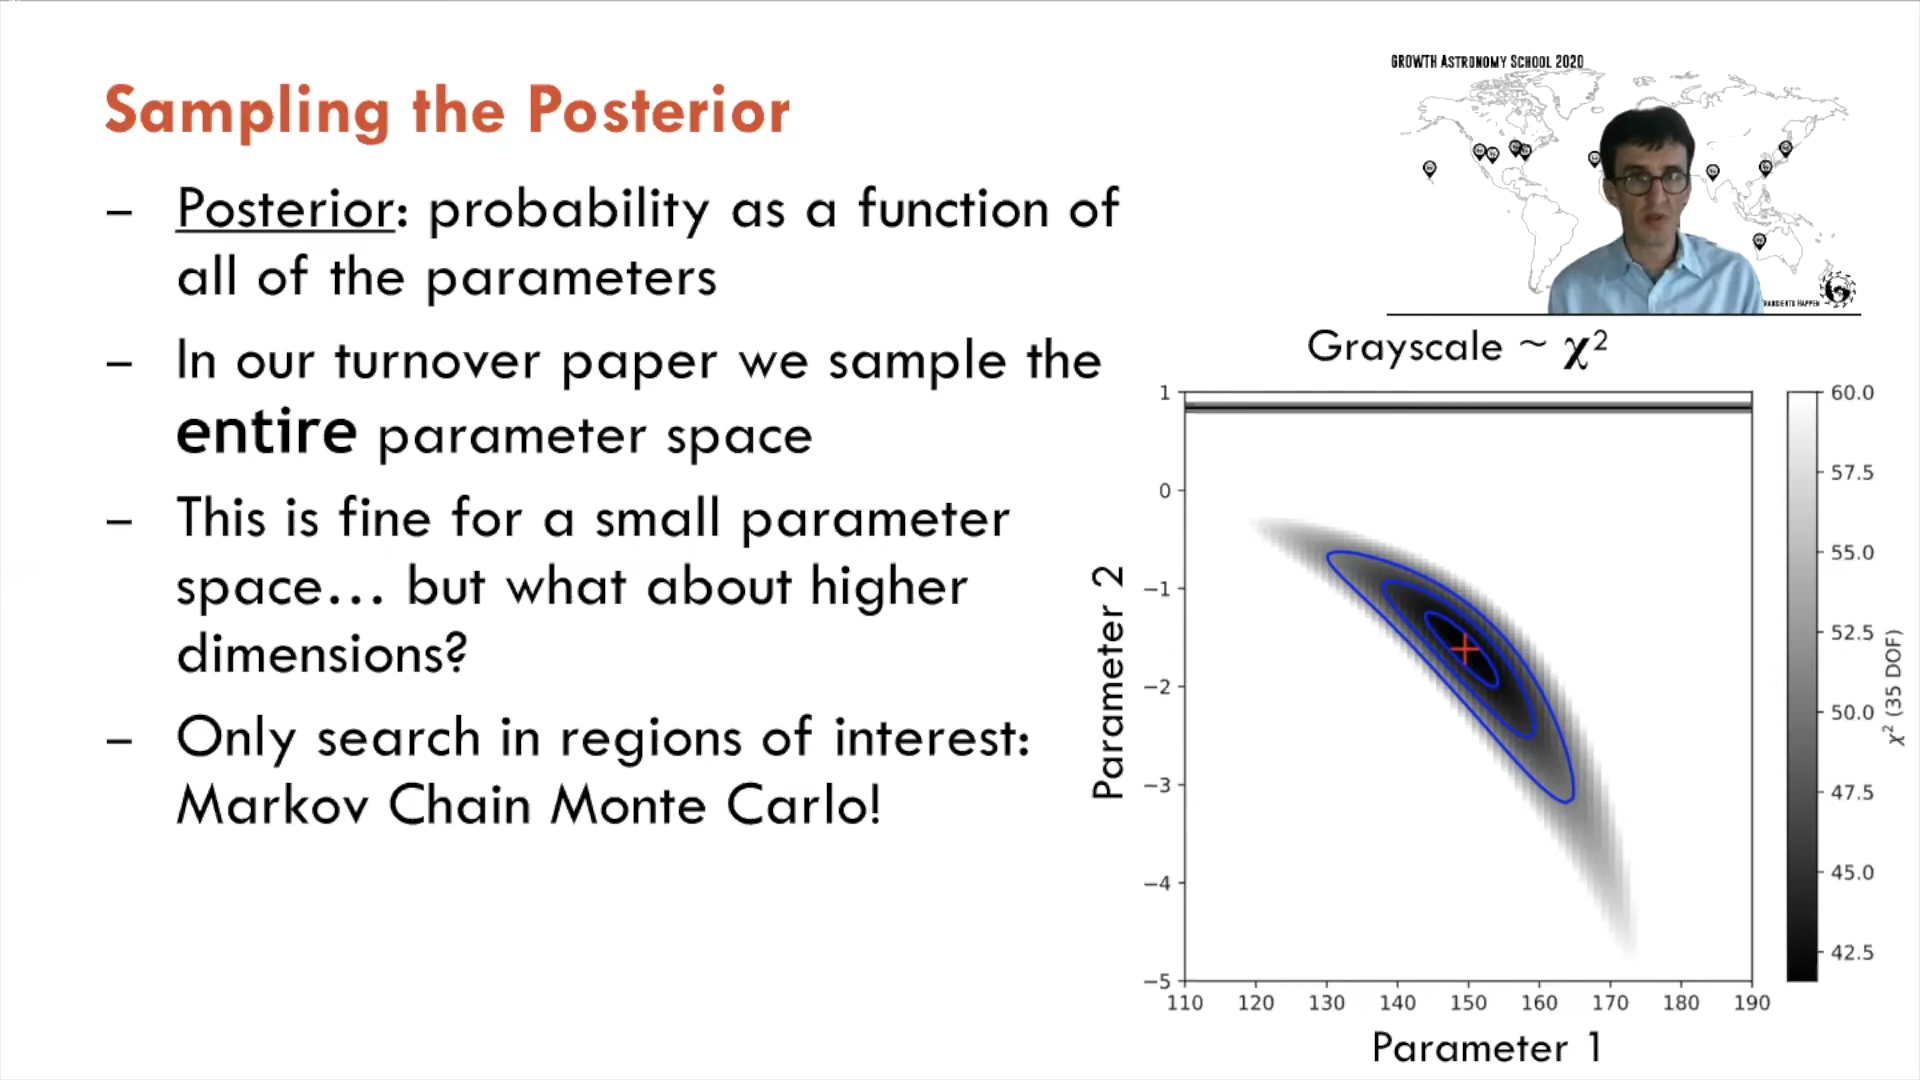 Sampling the Posterior
– Posterior: probability as a function of
all of the parameters
– In our turnover paper we sample the
entire parameter space
– This is fine for a small parameter
space... but what about higher
dimensions?
– Only search in regions of interest:
Markov Chain Monte Carlo!
GROWTH ASTRONOMY SCHOOL 2020
Grayscale ~ χ²
1
0
−1
−2
−3
−4
−5
Parameter 2
110 120 130 140 150 160 170 180 190
Parameter 1
60.0
57.5
55.0
52.5
50.0
47.5
45.0
42.5
χ² (35 DOF)